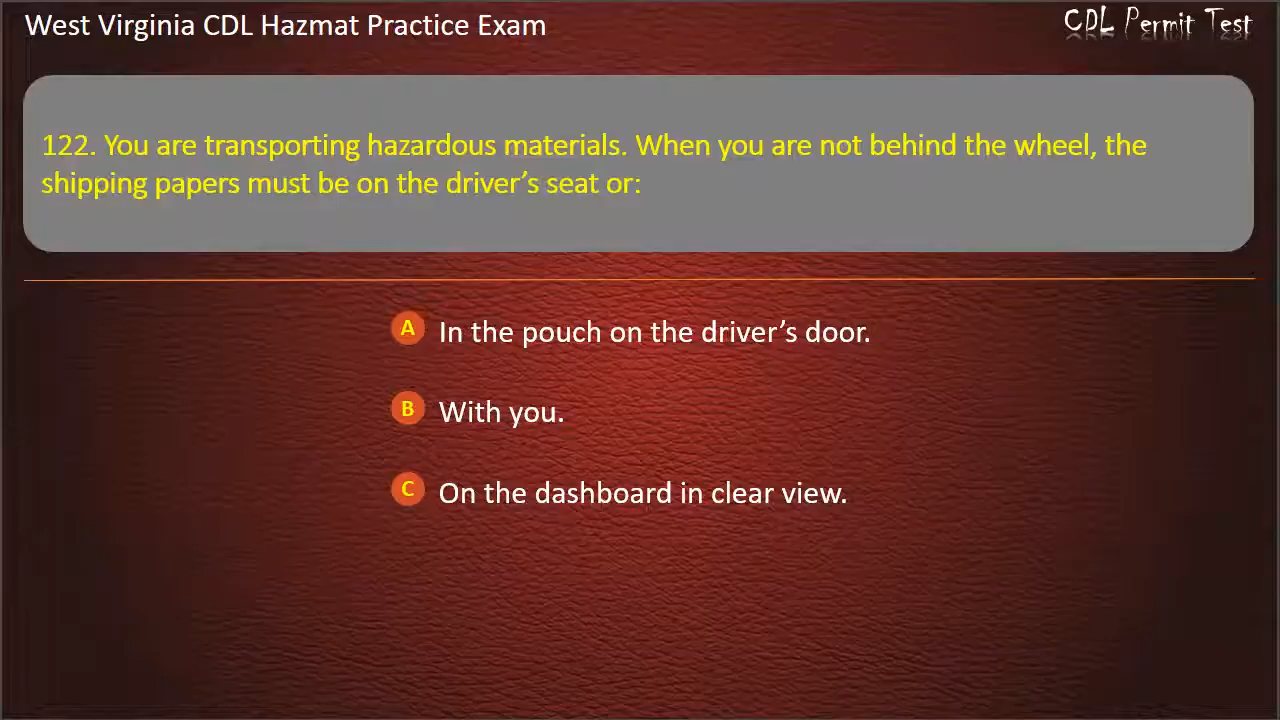 West Virginia CDL Hazmat Practice Exam
CDL Permit Test
122. You are transporting hazardous materials. When you are not behind the wheel, the
shipping papers must be on the driver’s seat or:
A In the pouch on the driver’s door.
B With you.
C On the dashboard in clear view.